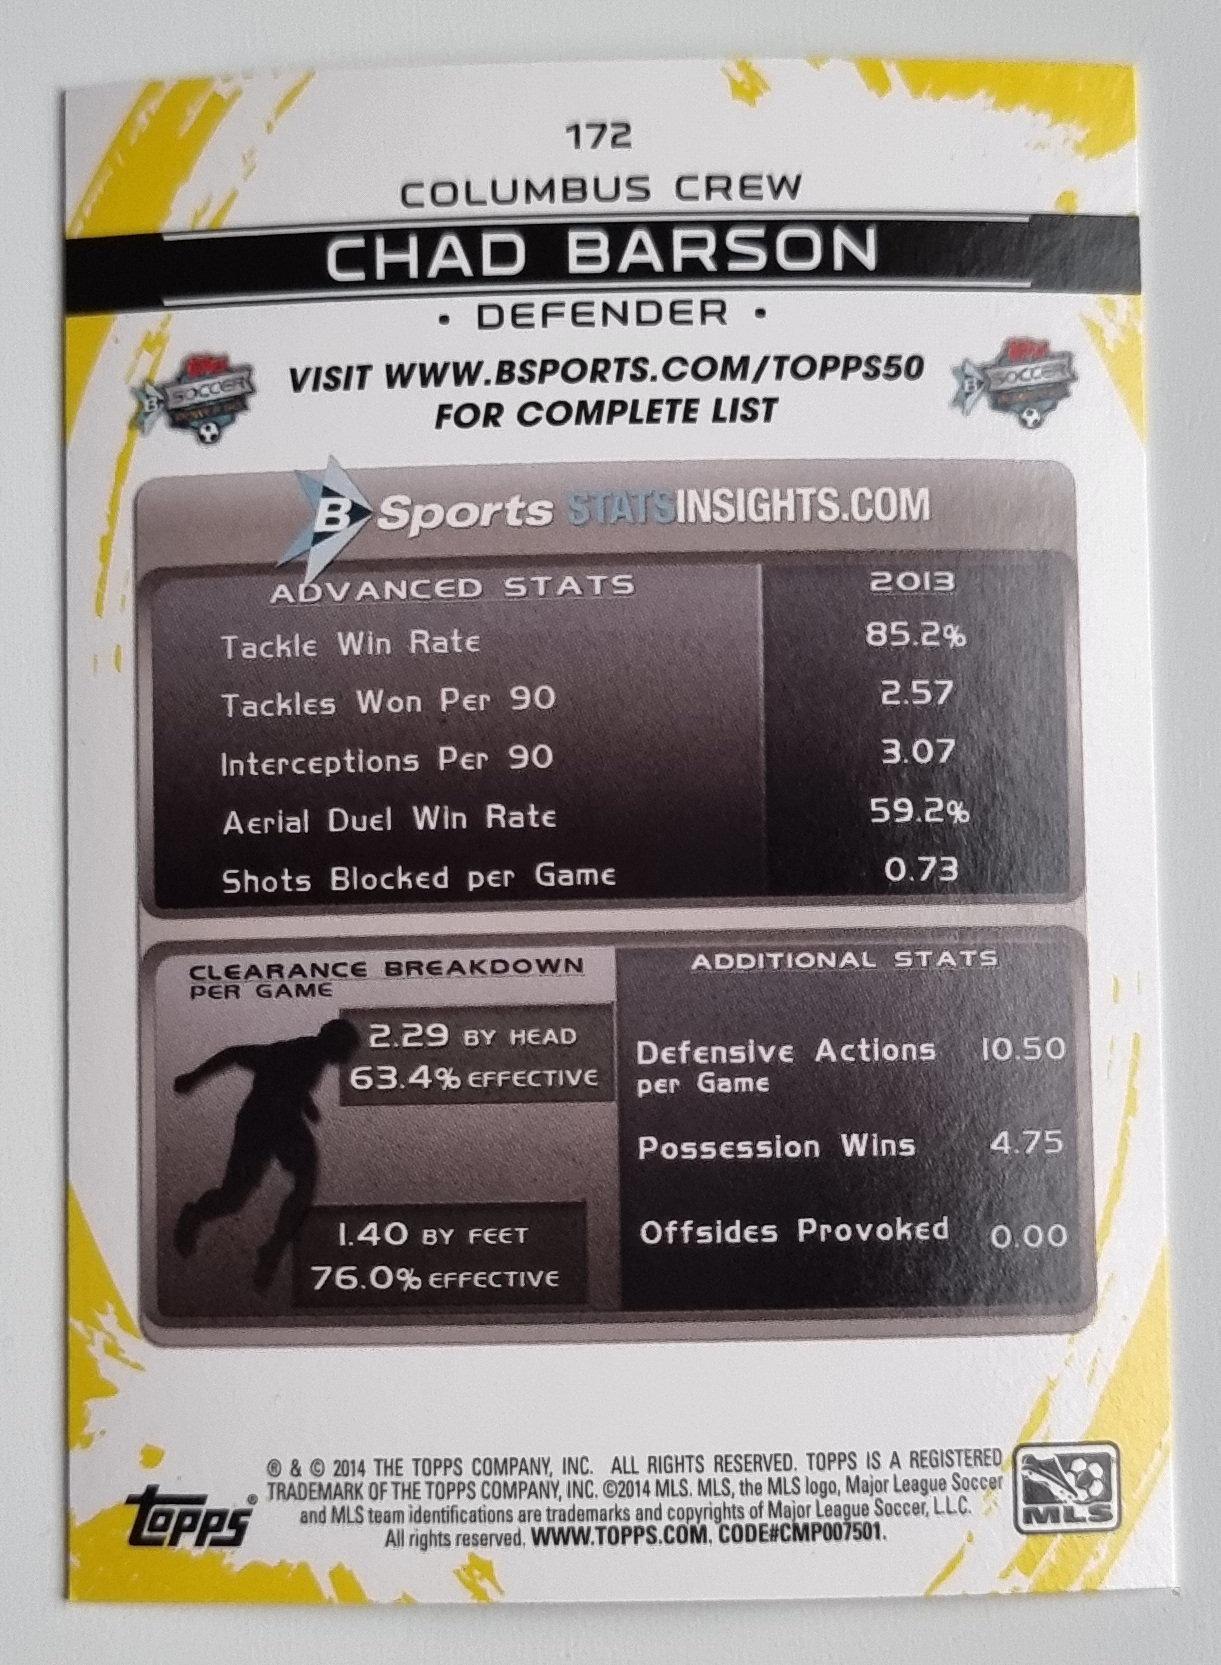 172
COLUMBUS CREW
CHAD BARSON
• DEFENDER •
VISIT WWW.BSPORTS.COM/TOPPS50
FOR COMPLETE LIST
TOPPS
B SOCCER
TOPPS
B SOCCER
B Sports STATSINSIGHTS.COM
ADVANCED STATS 2013
Tackle Win Rate 85.2%
Tackles Won Per 90 2.57
Interceptions Per 90 3.07
Aerial Duel Win Rate 59.2%
Shots Blocked per Game 0.73
CLEARANCE BREAKDOWN
PER GAME
2.29 BY HEAD
63.4% EFFECTIVE
1.40 BY FEET
76.0% EFFECTIVE
ADDITIONAL STATS
Defensive Actions 10.50
per Game
Possession Wins 4.75
Offsides Provoked 0.00
Topps®
® & © 2014 THE TOPPS COMPANY, INC. ALL RIGHTS RESERVED. TOPPS IS A REGISTERED
TRADEMARK OF THE TOPPS COMPANY, INC. ©2014 MLS. MLS, the MLS logo, Major League Soccer
and MLS team identifications are trademarks and copyrights of Major League Soccer, L.L.C.
All rights reserved. WWW.TOPPS.COM. CODE#CMP007501.
MLS